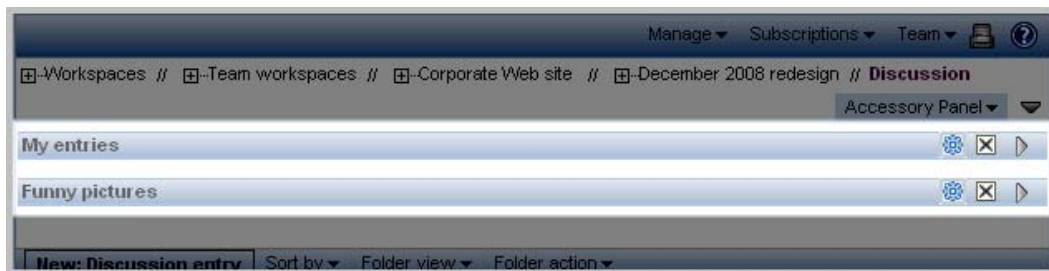 Manage Subscriptions Team
Workspaces // Team workspaces // Corporate Web site // December 2008 redesign // Discussion
Accessory Panel
My entries
Funny pictures
New: Discussion entry Sort by Folder view Folder action